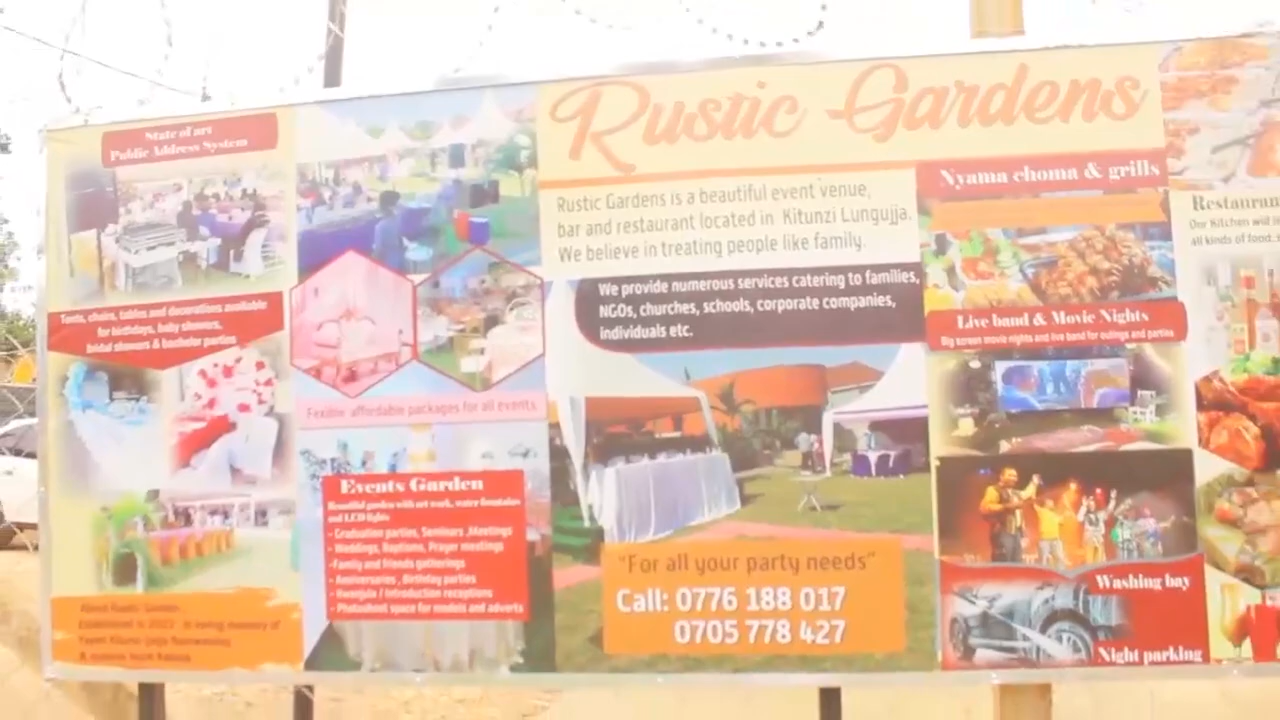 State of art
Public Address System
Tents, chairs, tables and decorations available
for birthdays, baby showers,
bridal showers & bachelor parties
Fexible affordable packages for all events
Events Garden
Beautiful garden with art work, water fountains
and LED lights
• Graduation parties, Seminars ,Meetings
• Weddings, Baptisms, Prayer meetings
•Family and friends gatherings
• Anniversaries , Birthday parties
• Kwanjula / Introduction receptions
• Photoshoot space for models and adverts
Rustic Gardens
Rustic Gardens is a beautiful event venue,
bar and restaurant located in Kitunzi Lungujja.
We believe in treating people like family.
We provide numerous services catering to families,
NGOs, churches, schools, corporate companies,
individuals etc.
"For all your party needs"
Call: 0776 188 017
0705 778 427
Nyama choma & grills
Live band & Movie Nights
Big screen movie nights and live band for outings and parties
Washing bay
Night parking
Our Kitchen will
all kinds of food.